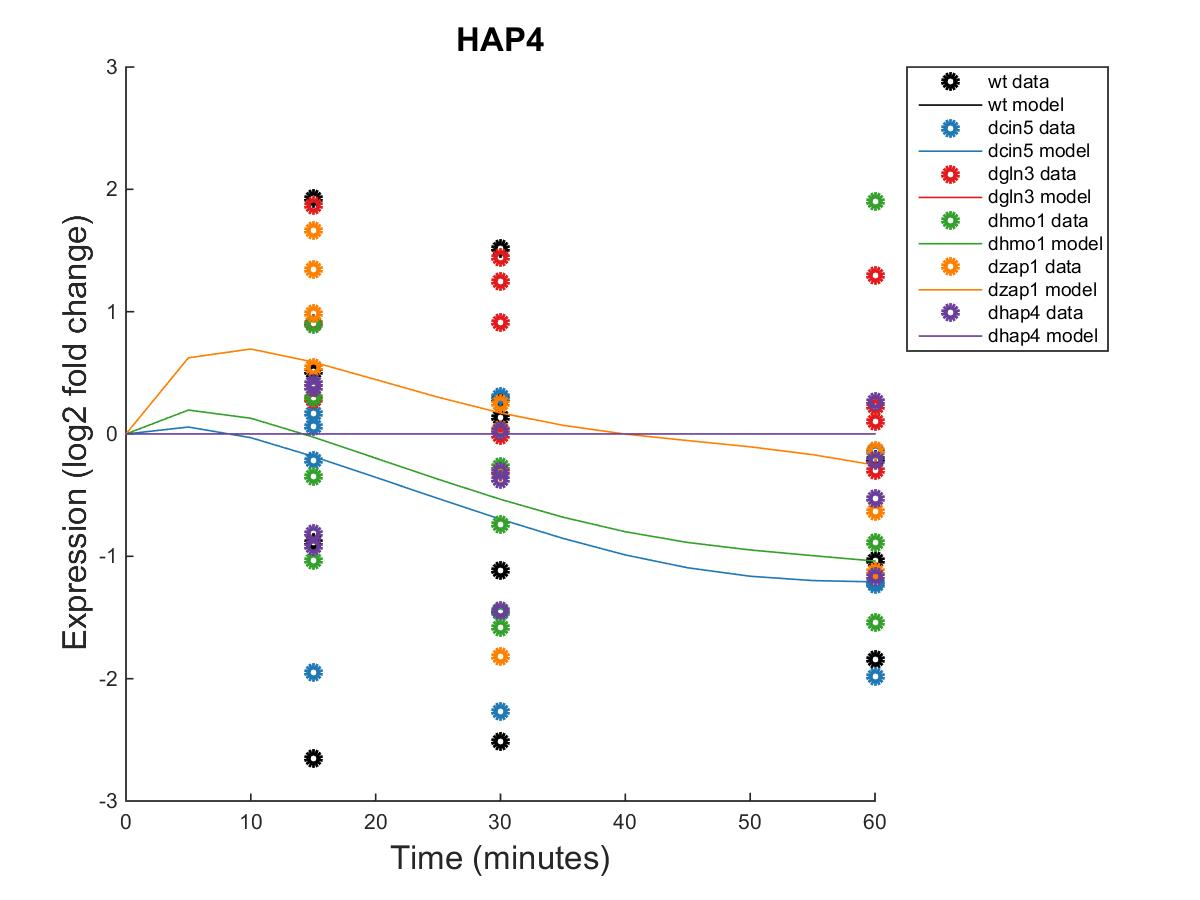 HAP4
3
2
1
0
-1
-2
-3
Expression (log2 fold change)
0 10 20 30 40 50 60
Time (minutes)
wt data
wt model
dcin5 data
dcin5 model
dgln3 data
dgln3 model
dhmo1 data
dhmo1 model
dzap1 data
dzap1 model
dhap4 data
dhap4 model